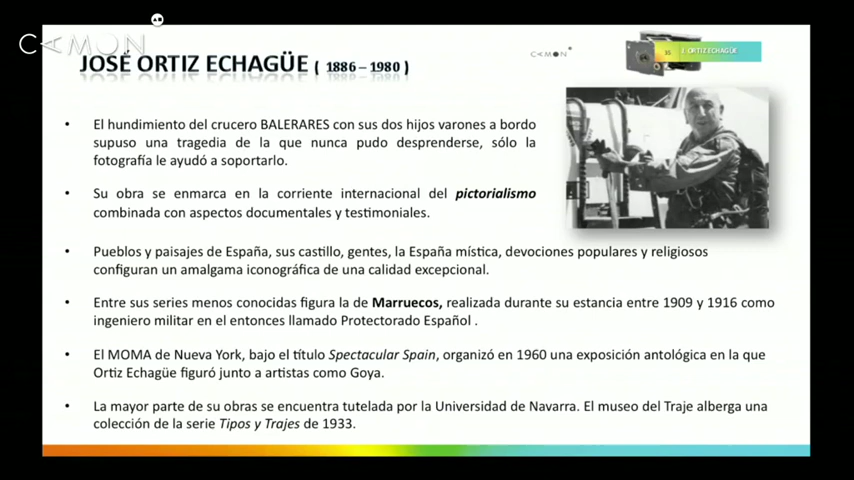 CAMON
JOSÉ ORTIZ ECHAGÜE ( 1886 – 1980 )
CAMON
35 J. ORTIZ ECHAGÜE
• El hundimiento del crucero BALERARES con sus dos hijos varones a bordo
supuso una tragedia de la que nunca pudo desprenderse, sólo la
fotografía le ayudó a soportarlo.
• Su obra se enmarca en la corriente internacional del pictorialismo
combinada con aspectos documentales y testimoniales.
• Pueblos y paisajes de España, sus castillo, gentes, la España mística, devociones populares y religiosos
configuran un amalgama iconográfica de una calidad excepcional.
• Entre sus series menos conocidas figura la de Marruecos, realizada durante su estancia entre 1909 y 1916 como
ingeniero militar en el entonces llamado Protectorado Español .
• El MOMA de Nueva York, bajo el título Spectacular Spain, organizó en 1960 una exposición antológica en la que
Ortiz Echagüe figuró junto a artistas como Goya.
• La mayor parte de su obras se encuentra tutelada por la Universidad de Navarra. El museo del Traje alberga una
colección de la serie Tipos y Trajes de 1933.